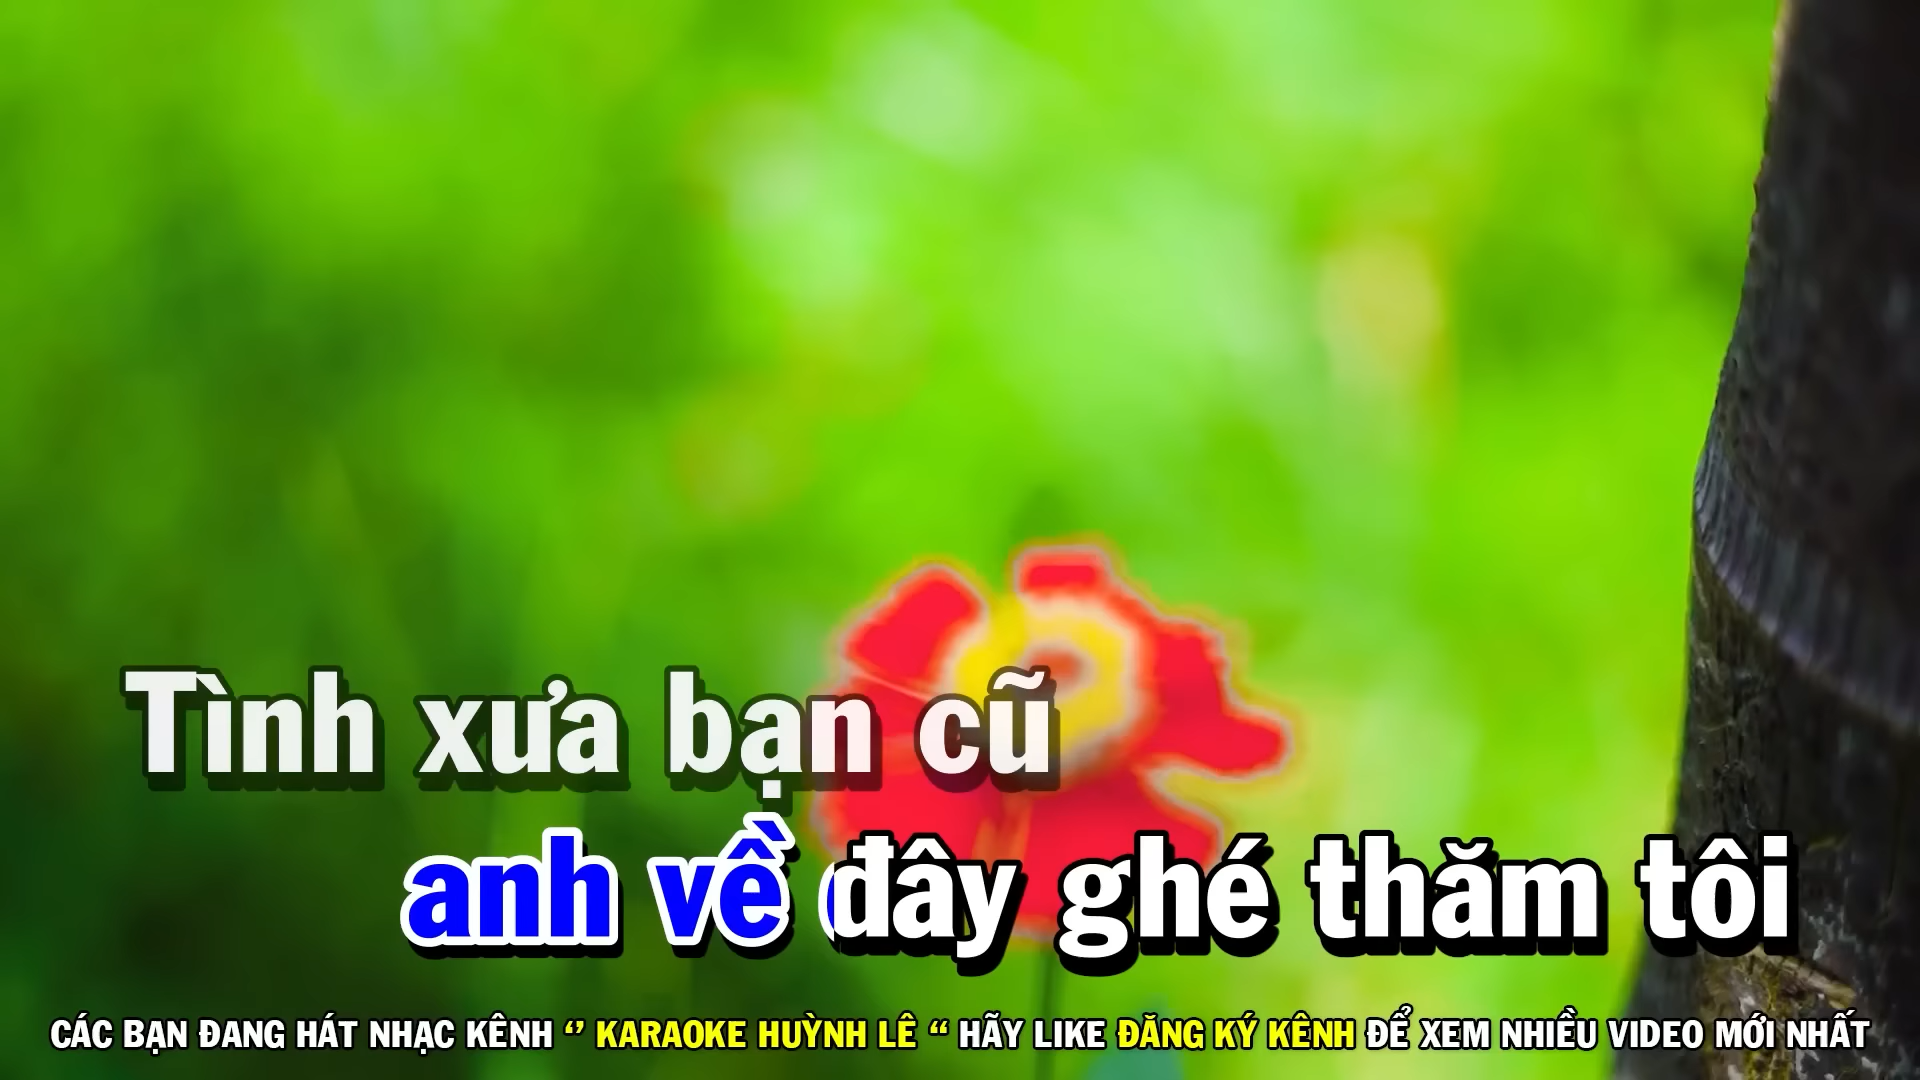 Tình xưa bạn cũ
anh về đây ghé thăm tôi
CÁC BẠN ĐANG HÁT NHẠC KÊNH ‘’ KARAOKE HUỲNH LÊ “ HÃY LIKE ĐĂNG KÝ KÊNH ĐỂ XEM NHIỀU VIDEO MỚI NHẤT